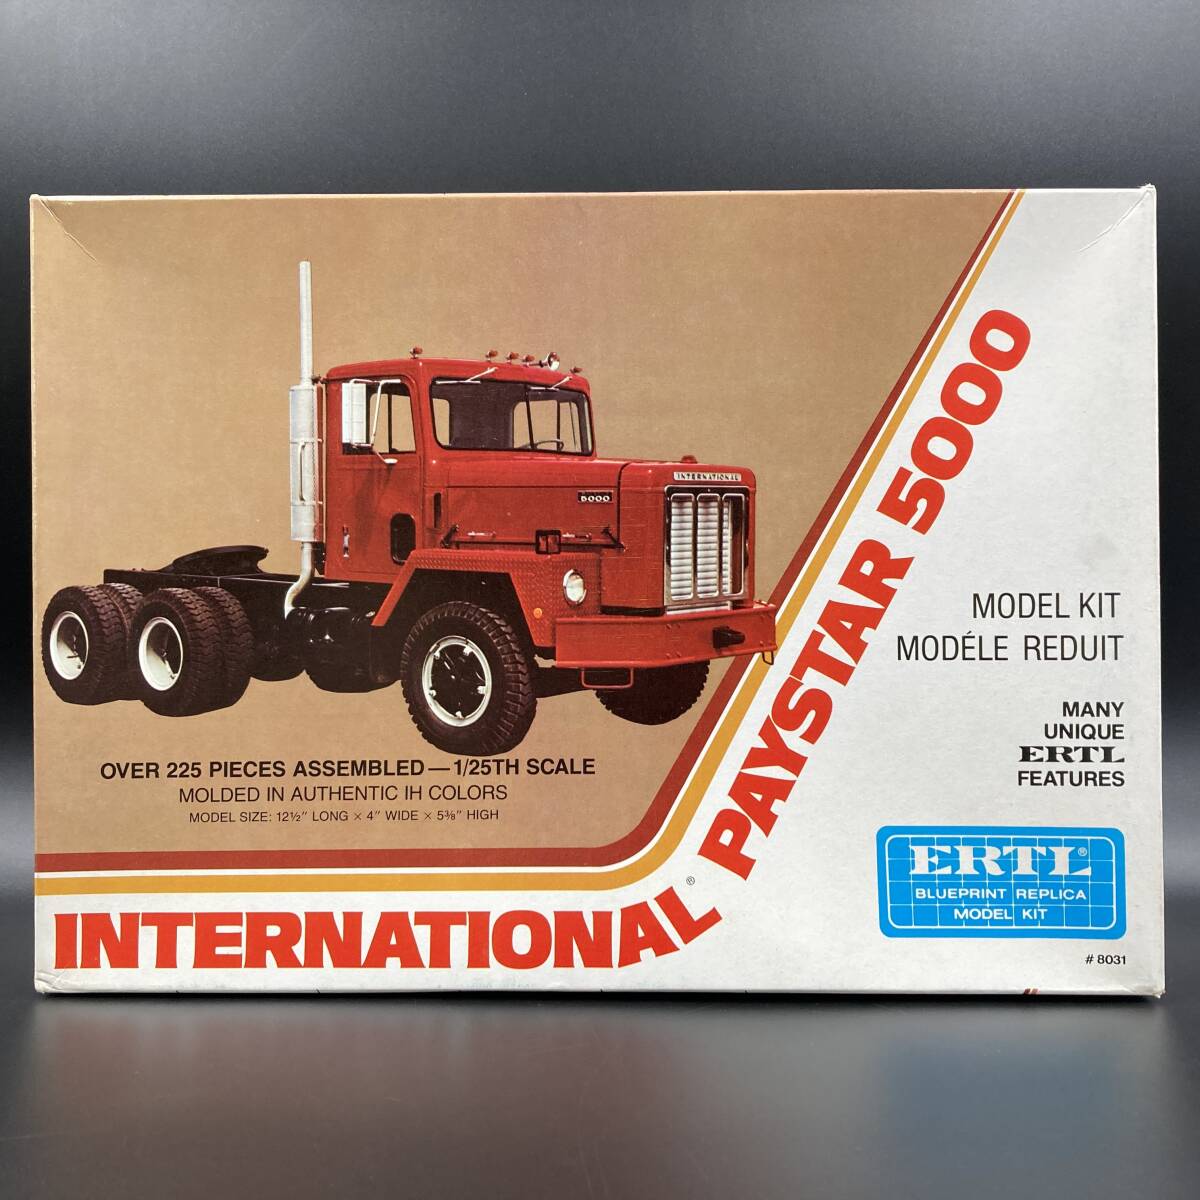 INTERNATIONAL
5000
OVER 225 PIECES ASSEMBLED—1/25TH SCALE
MOLDED IN AUTHENTIC IH COLORS
MODEL SIZE: 12½" LONG × 4" WIDE × 5⅜" HIGH
INTERNATIONAL® PAYSTAR 5000
MODEL KIT
MODÉLE REDUIT
MANY
UNIQUE
ERTL
FEATURES
ERTL®
BLUEPRINT REPLICA
MODEL KIT
# 8031